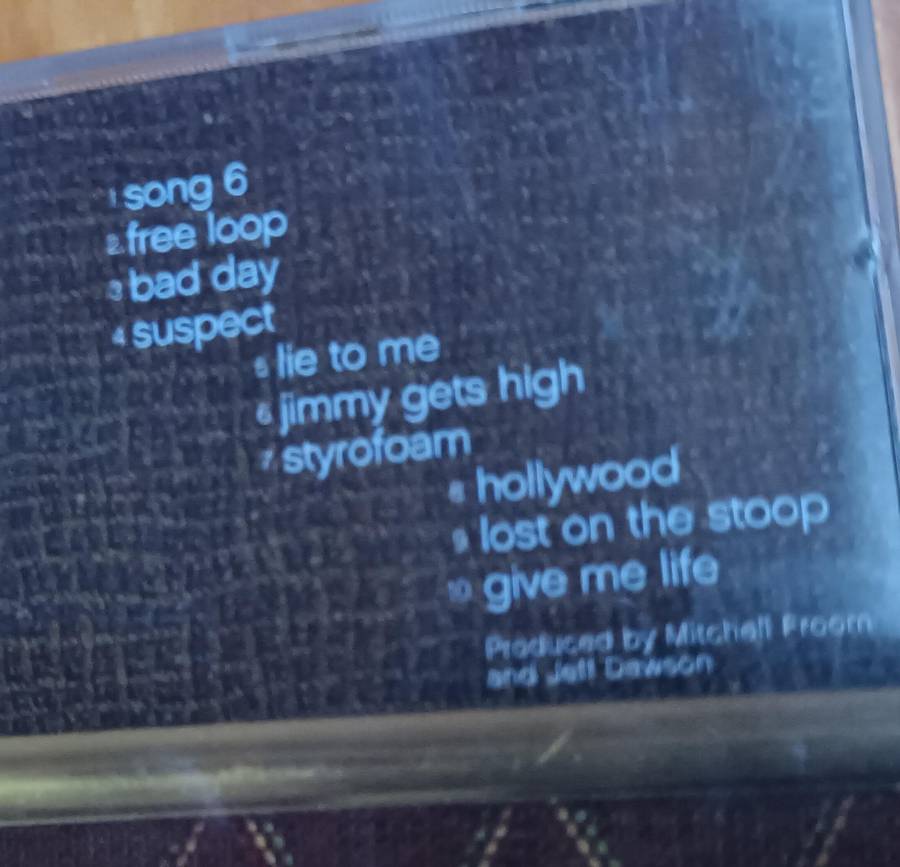 1 song 6
2 free loop
3 bad day
4 suspect
5 lie to me
6 jimmy gets high
7 styrofoam
8 hollywood
9 lost on the stoop
10 give me life
Produced by Mitchell Froom
and Jeff Dawson